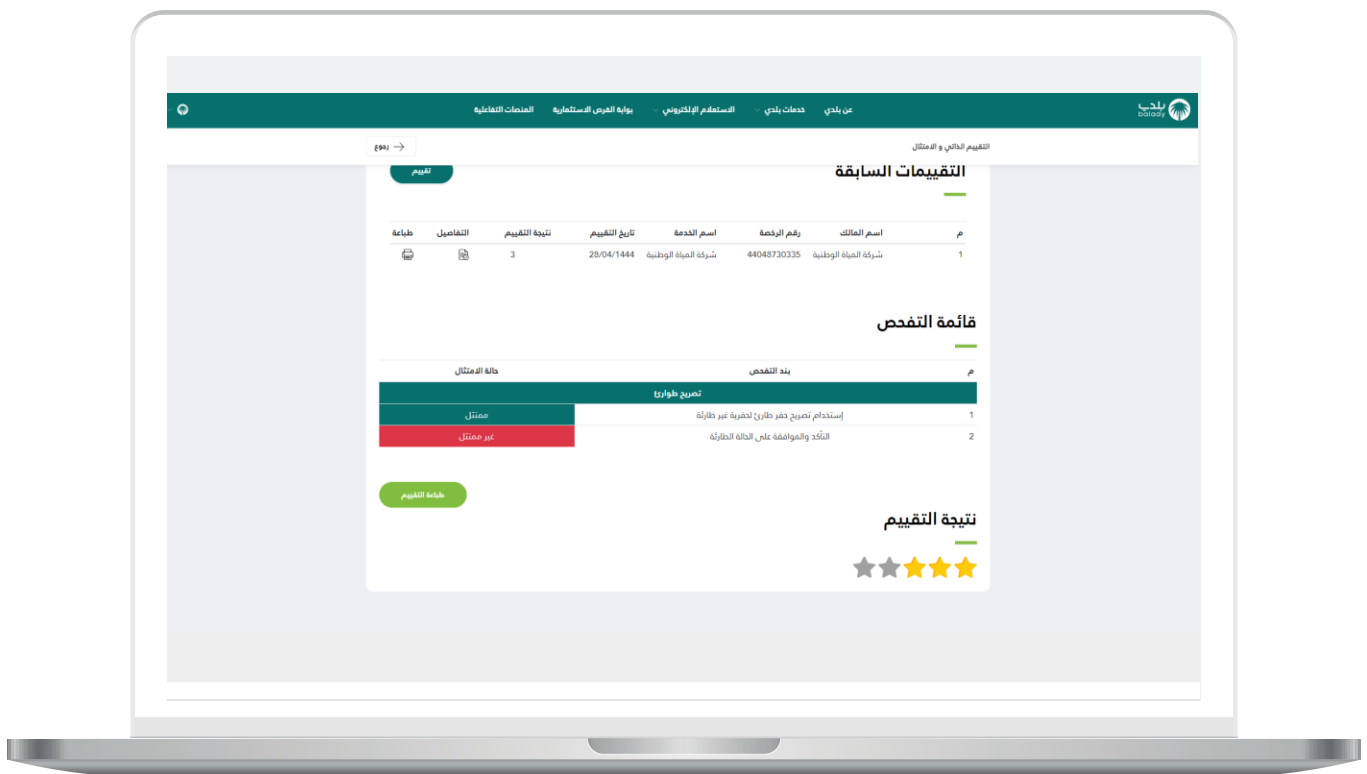 بلدي
balady
عن بلدي
خدمات بلدي
الاستعلام الإلكتروني
بوابة الفرص الاستثمارية
المنصات التفاعلية
التقييم الذاتي و الامتثال
رجوع
التقييمات السابقة
تقييم
م اسم المالك رقم الرخصة اسم الخدمة تاريخ التقييم نتيجة التقييم التفاصيل طباعة
1 شركة المياة الوطنية 44048730335 شركة المياة الوطنية 28/04/1444 3
قائمة التفحص
م بند التفحص حالة الامتثال
تصريح طوارئ
1 إستخدام تصريح حفر طارئ لحفرية غير طارئة ممتثل
2 التأكد والموافقة على الحالة الطارئة غير ممتثل
طباعة التقييم
نتيجة التقييم